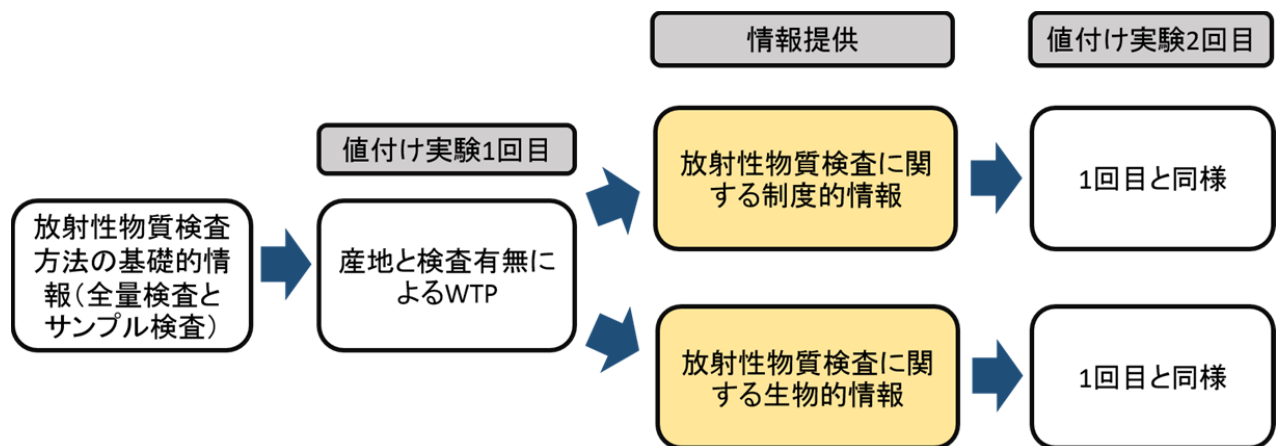 放射性物質検査
方法の基礎的情
報（全量検査と
サンプル検査）
値付け実験1回目
産地と検査有無に
よるWTP
情報提供
放射性物質検査に関
する制度的情報
放射性物質検査に関
する生物的情報
値付け実験2回目
1回目と同様
1回目と同様